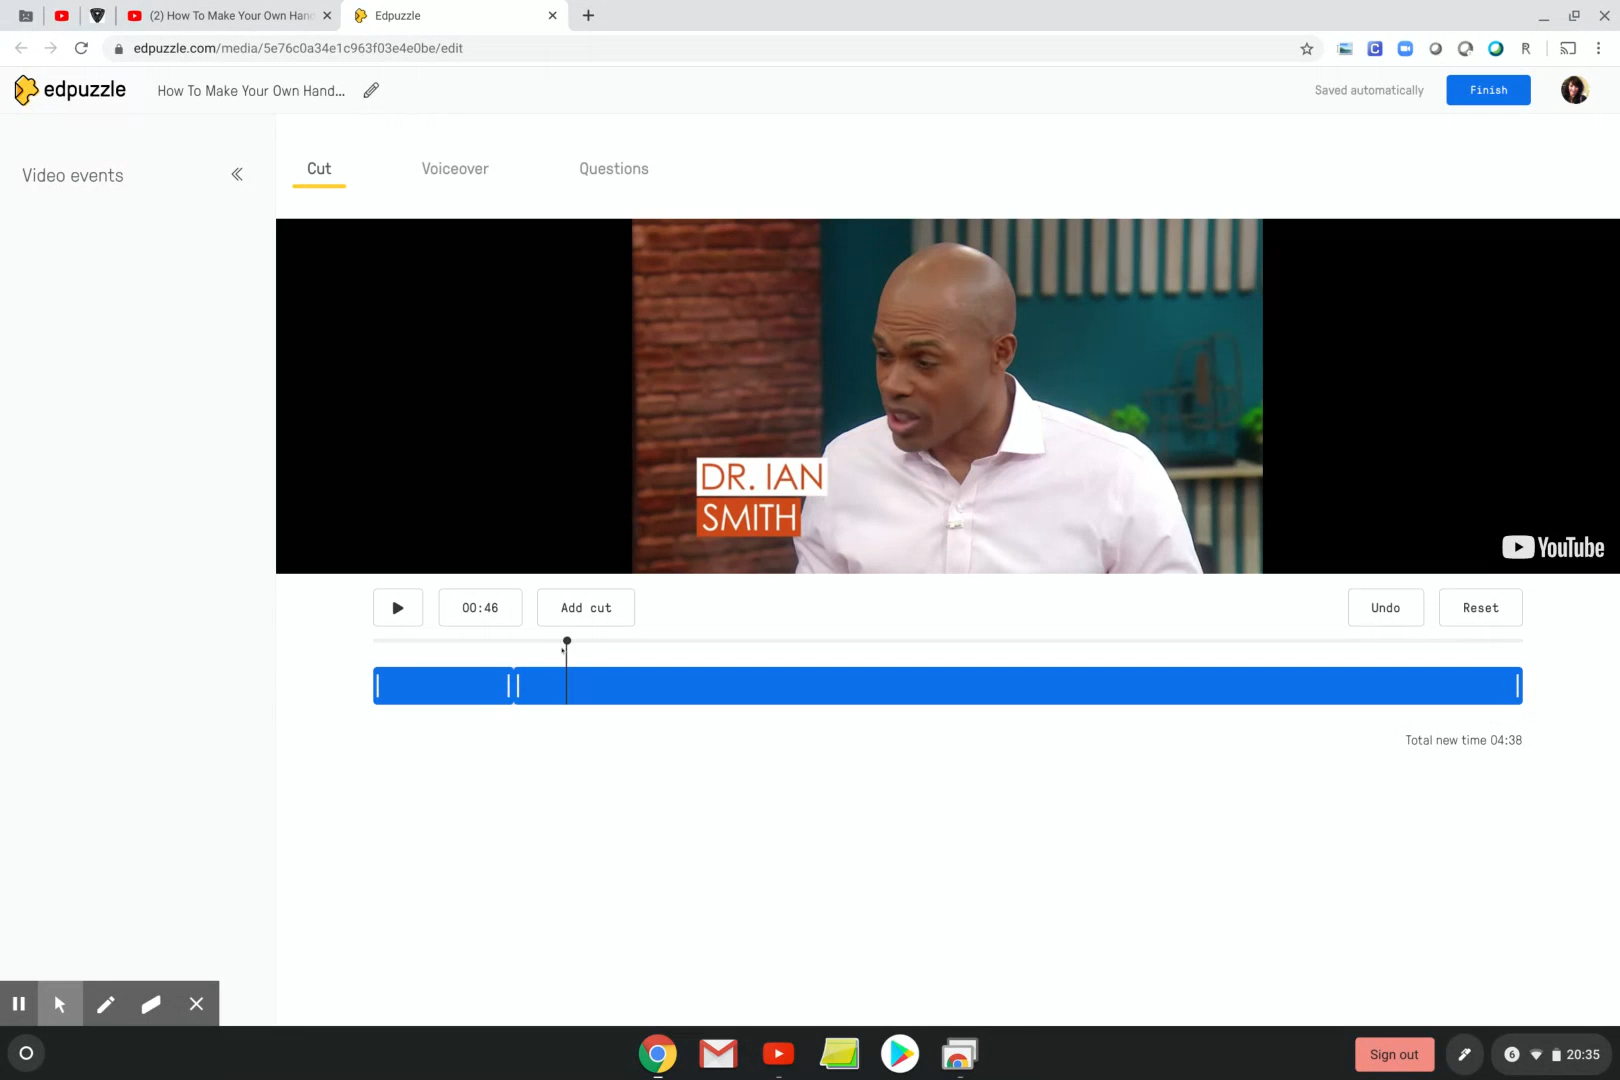 (2) How To Make Your Own Hand
Edpuzzle
edpuzzle.com/media/5e76c0a34e1c963f03e4e0be/edit
R
edpuzzle
How To Make Your Own Hand...
Saved automatically
Finish
Video events
Cut
Voiceover
Questions
DR. IAN
SMITH
YouTube
00:46
Add cut
Undo
Reset
Total new time 04:38
Sign out
6
20:35